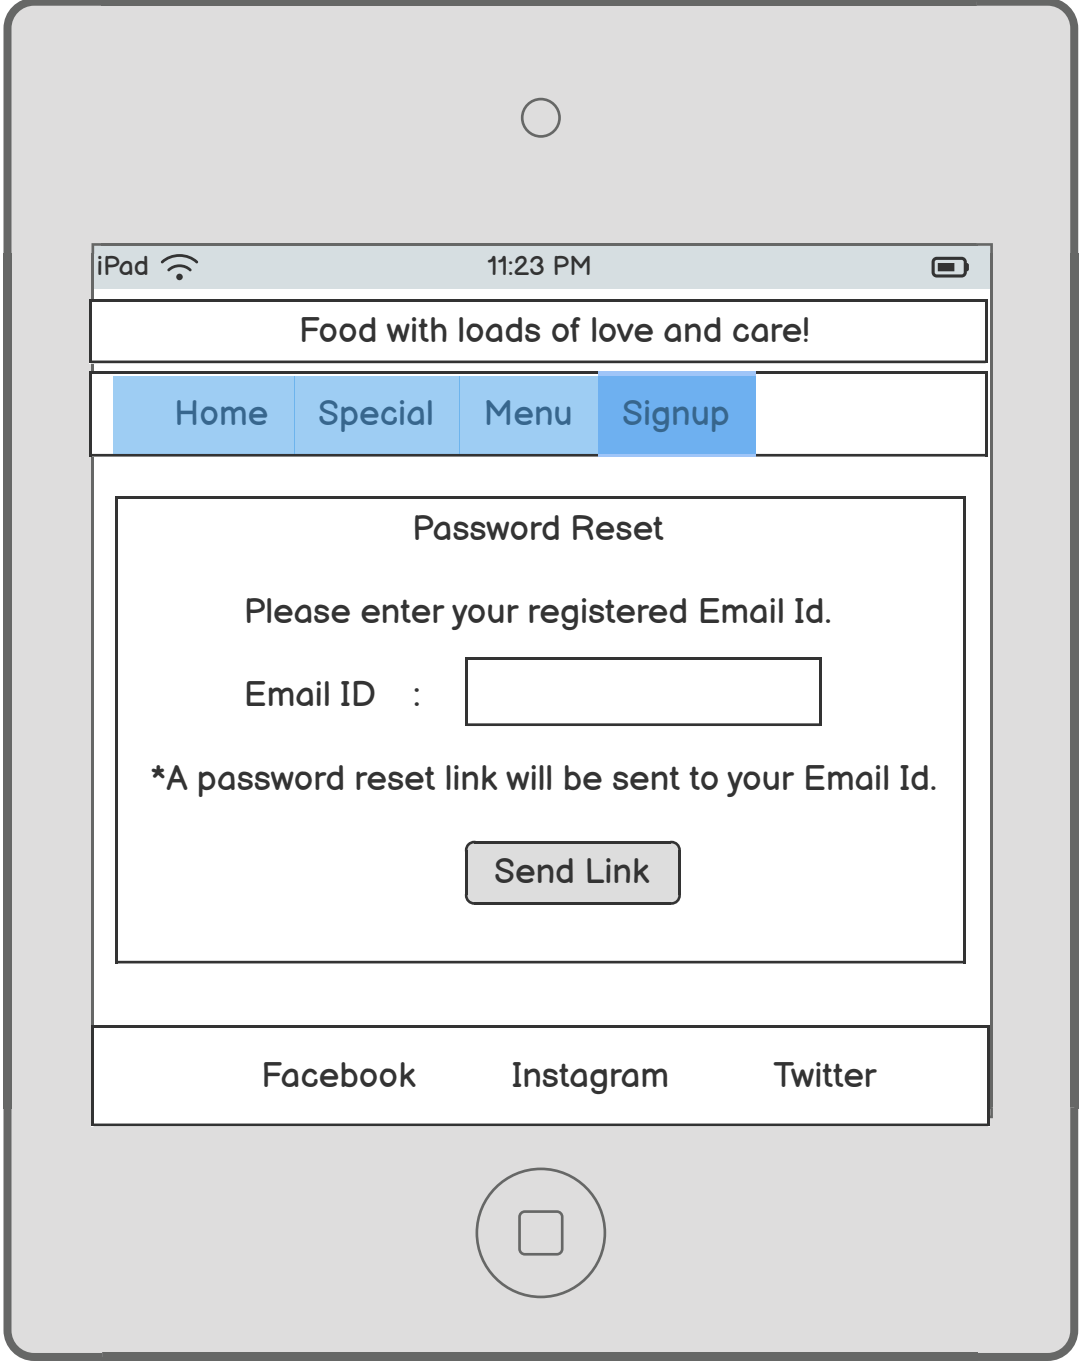 iPad 11:23 PM
Food with loads of love and care!
Home Special Menu Signup
Password Reset
Please enter your registered Email Id.
Email ID :
*A password reset link will be sent to your Email Id.
Send Link
Facebook Instagram Twitter